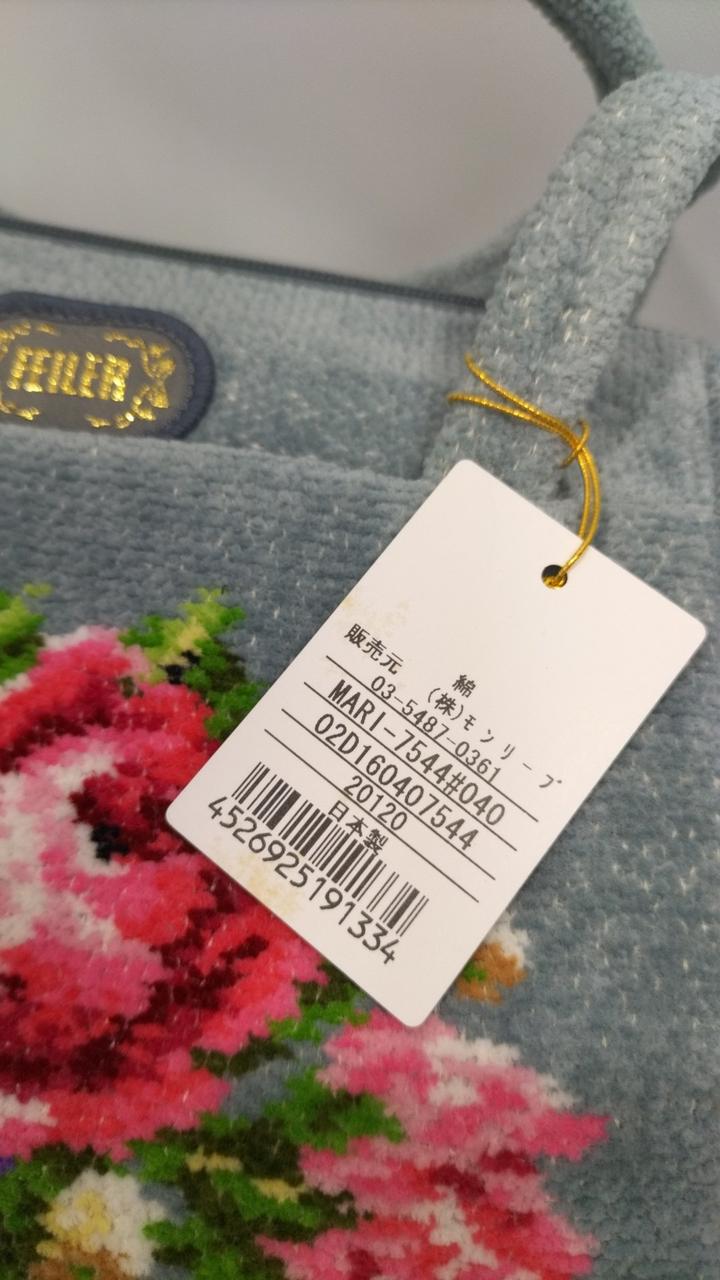 FEILER
綿
販売元 (株)モンリーブ
03-5487-0361
MARI-7544#040
02D160407544
20120
日本製
4526925191334